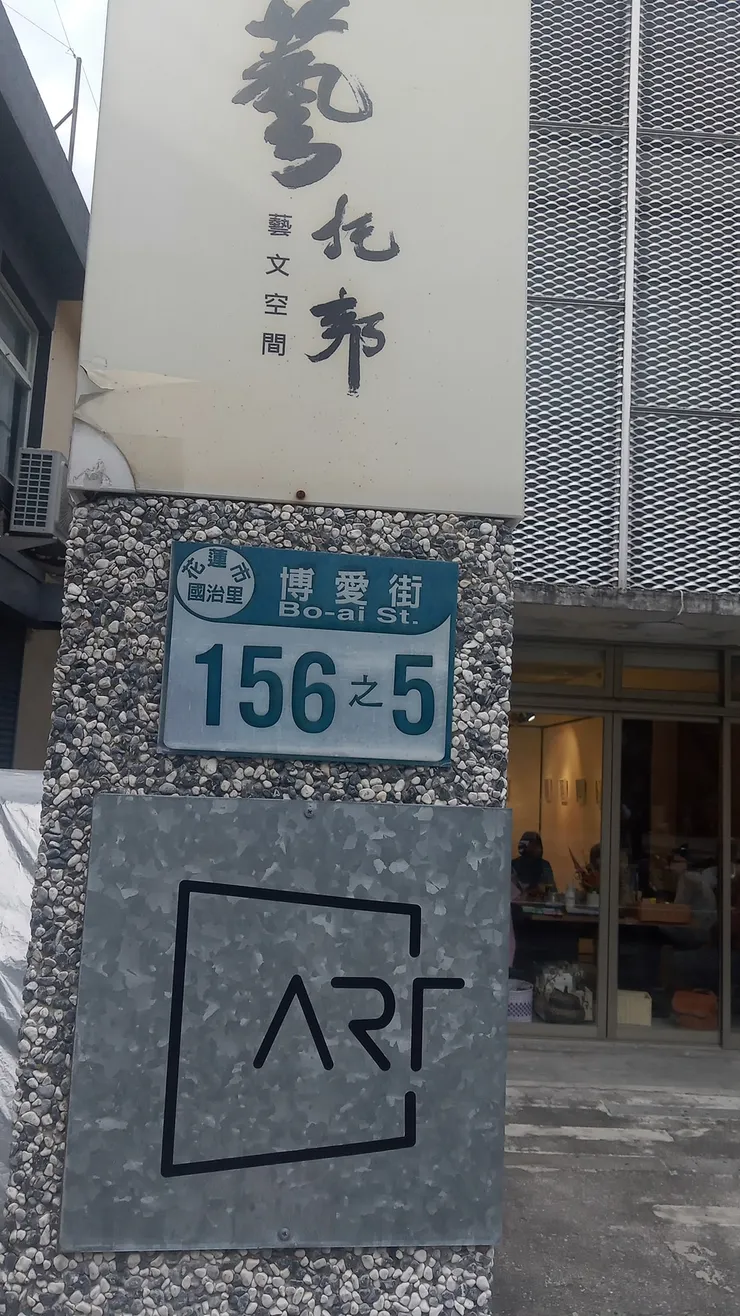 藝托邦
藝文空間
花蓮市
國治里
博愛街
Bo-ai St.
156之5
ART